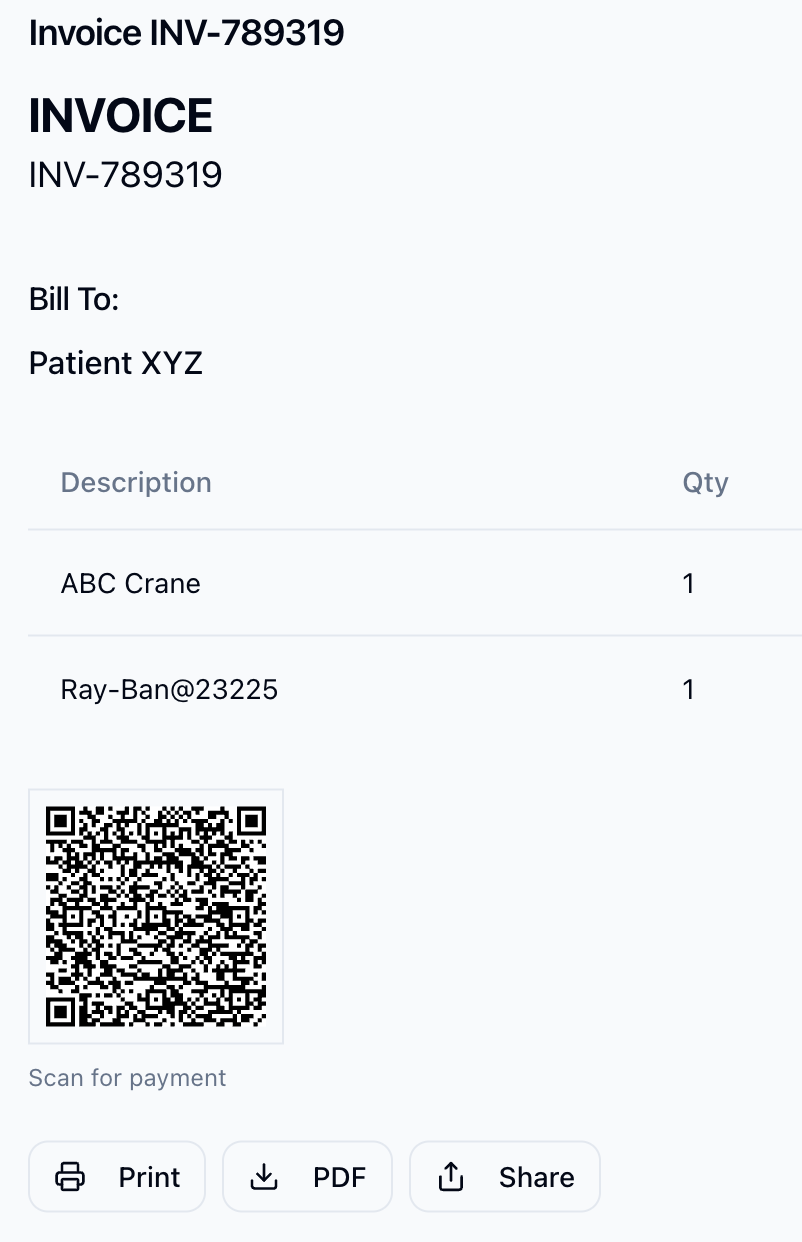 Invoice INV-789319
INVOICE
INV-789319
Bill To:
Patient XYZ
Description Qty
ABC Crane 1
Ray-Ban@23225 1
Scan for payment
Print PDF Share